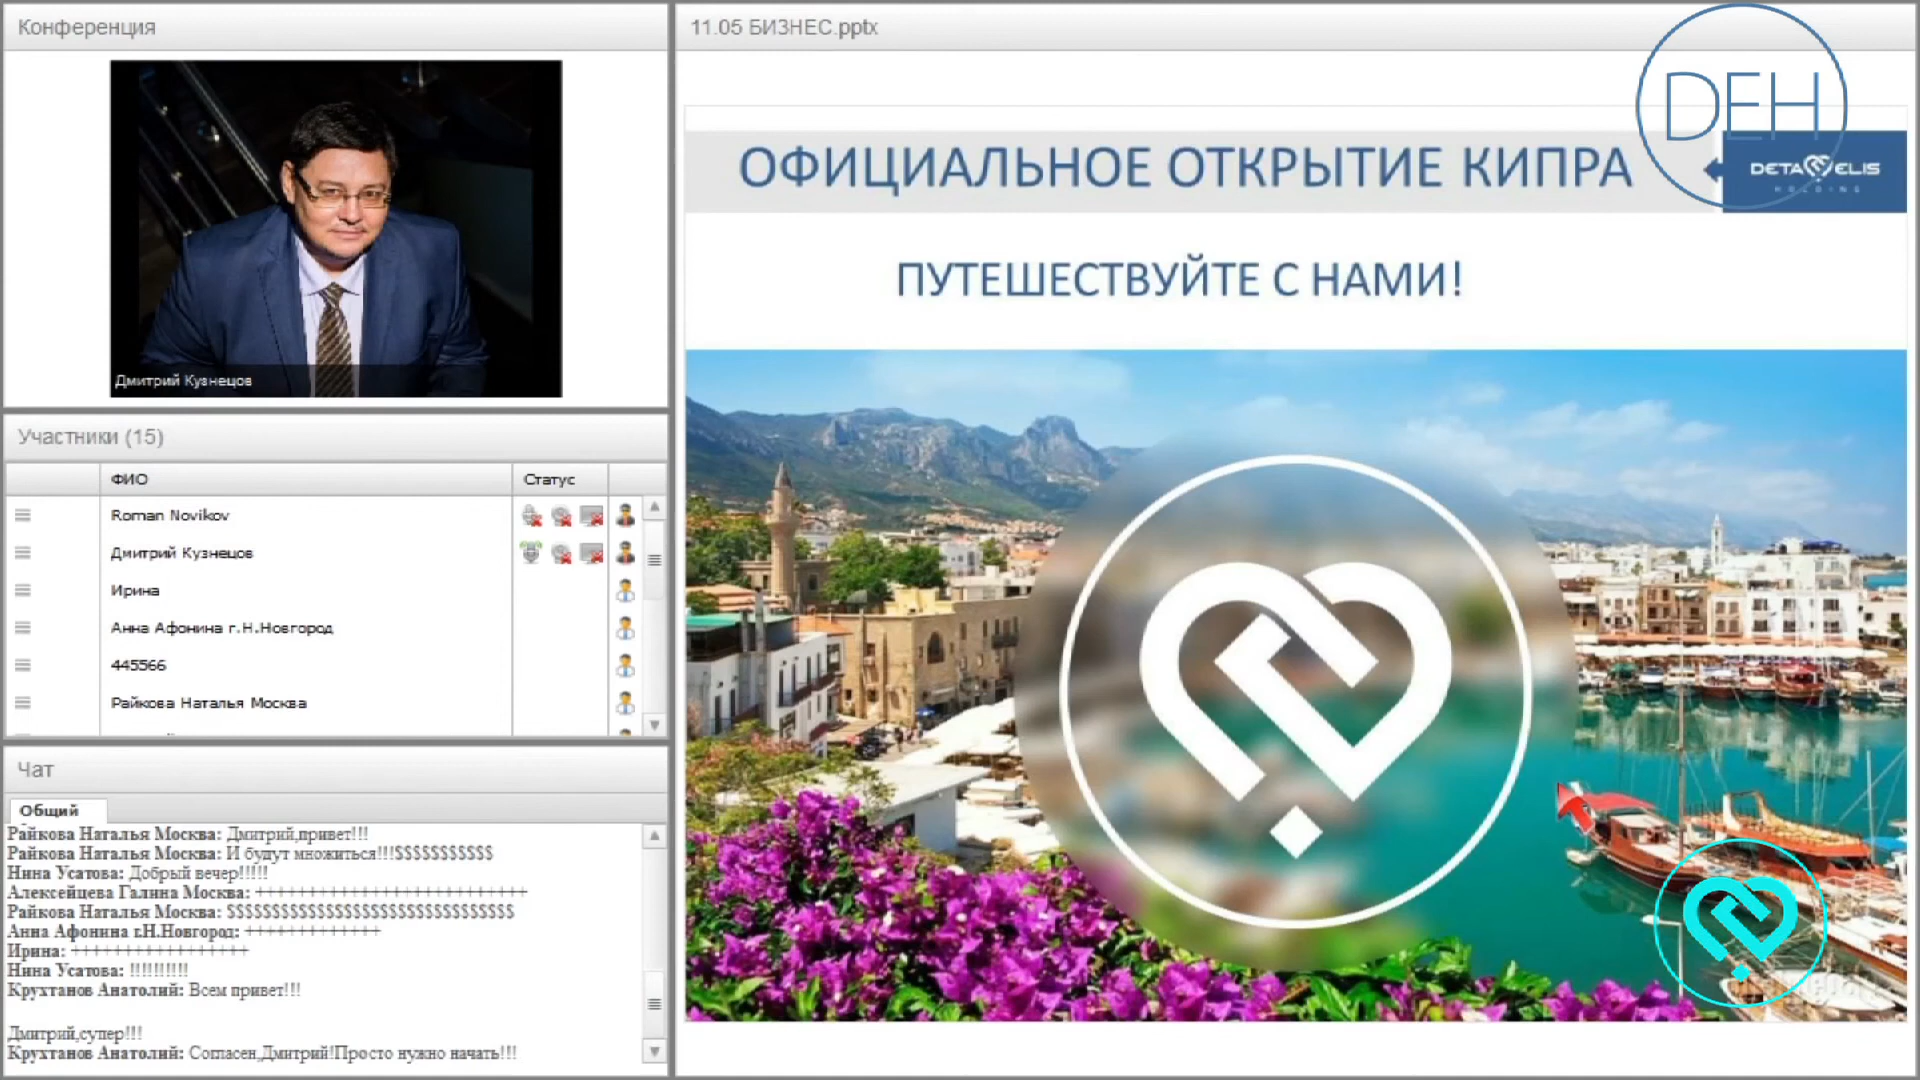 Конференция
Дмитрий Кузнецов
Участники (15)
ФИО
Статус
Roman Novikov
Дмитрий Кузнецов
Ирина
Анна Афонина г.Н.Новгород
445566
Райкова Наталья Москва
Чат
Общий
Райкова Наталья Москва: Дмитрий,привет!!!
Райкова Наталья Москва: И будут множиться!!!$$$$$$$$$$$
Нина Усатова: Добрый вечер!!!!!
Алексейцева Галина Москва: +++++++++++++++++++++++++++
Райкова Наталья Москва: $$$$$$$$$$$$$$$$$$$$$$$$$$$$$$$$
Анна Афонина г.Н.Новгород: +++++++++++++
Ирина: +++++++++++++++++
Нина Усатова: !!!!!!!!!!
Крухтанов Анатолий: Всем привет!!!
Дмитрий,супер!!!
Крухтанов Анатолий: Согласен,Дмитрий!Просто нужно начать!!!
11.05 БИЗНЕС.pptx
DEH
ОФИЦИАЛЬНОЕ ОТКРЫТИЕ КИПРА
DETA ELIS
HOLDING
ПУТЕШЕСТВУЙТЕ С НАМИ!